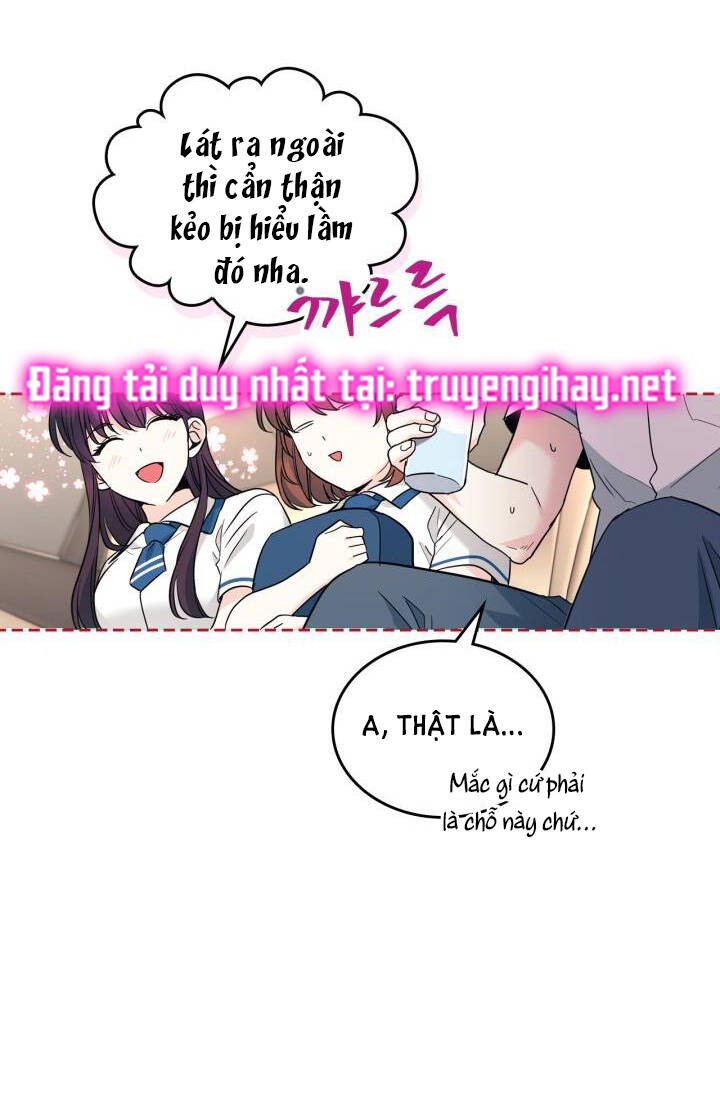 Lát ra ngoài
thì cẩn thận
kẻo bị hiểu lầm
đó nha.
꺄르륵
Đăng tải duy nhất tại: truyengihay.net
A, THẬT LÀ...
Mắc gì cứ phải
là chỗ này chứ...